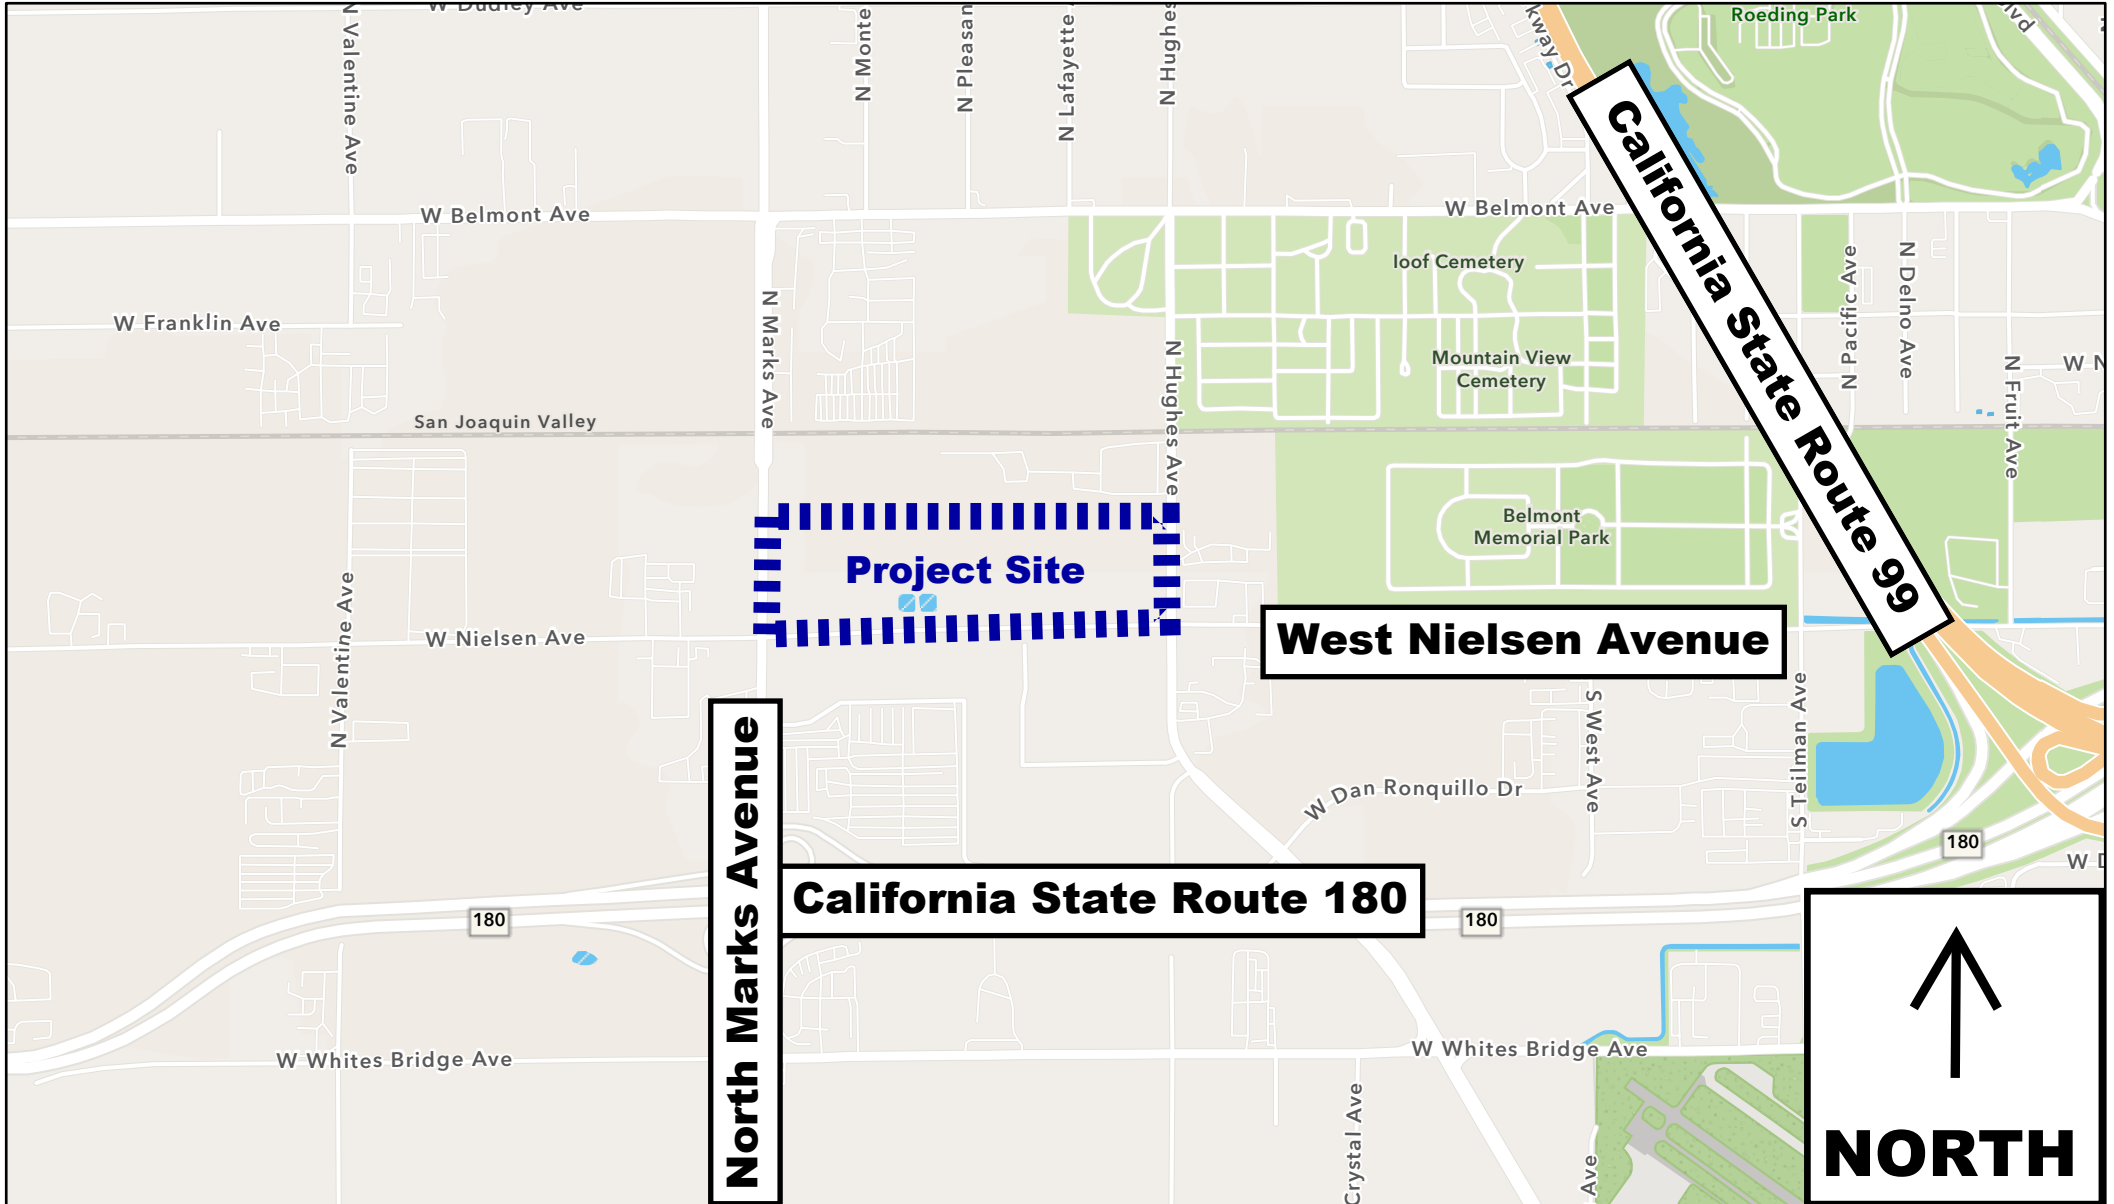 W Dudley Ave
N Valentine Ave
N Monte
N Pleasan
N Lafayette
N Hughes
kway Dr
Roeding Park
lvd
W Belmont Ave
W Belmont Ave
California State Route 99
Ioof Cemetery
N Pacific Ave
N Delno Ave
W Franklin Ave
N Marks Ave
N Hughes Ave
Mountain View
Cemetery
N Fruit Ave
W N
San Joaquin Valley
Belmont
Memorial Park
Project Site
N Valentine Ave
W Nielsen Ave
West Nielsen Avenue
S West Ave
S Teilman Ave
North Marks Avenue
W Dan Ronquillo Dr
180
W D
California State Route 180
180
180
W Whites Bridge Ave
W Whites Bridge Ave
Crystal Ave
Ave
NORTH